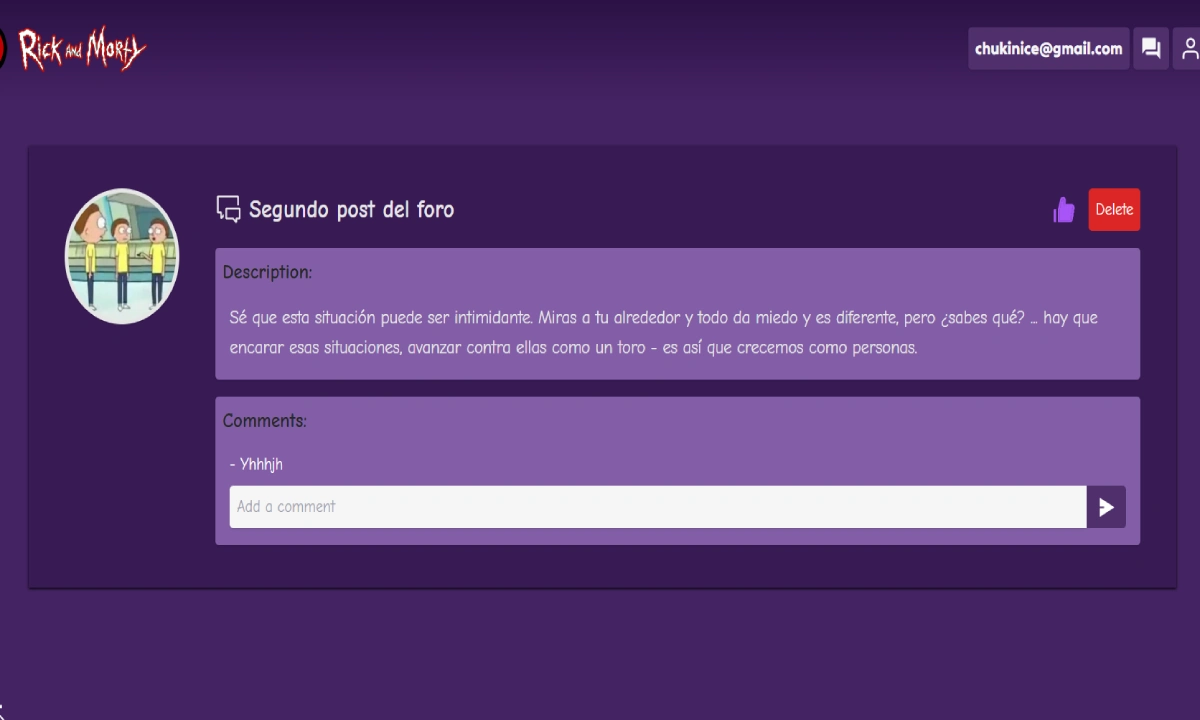 Rick and Morty
chukinice@gmail.com
Segundo post del foro
Delete
Description:
Sé que esta situación puede ser intimidante. Miras a tu alrededor y todo da miedo y es diferente, pero ¿sabes qué? ... hay que
encarar esas situaciones, avanzar contra ellas como un toro - es así que crecemos como personas.
Comments:
- Yhhhjh
Add a comment